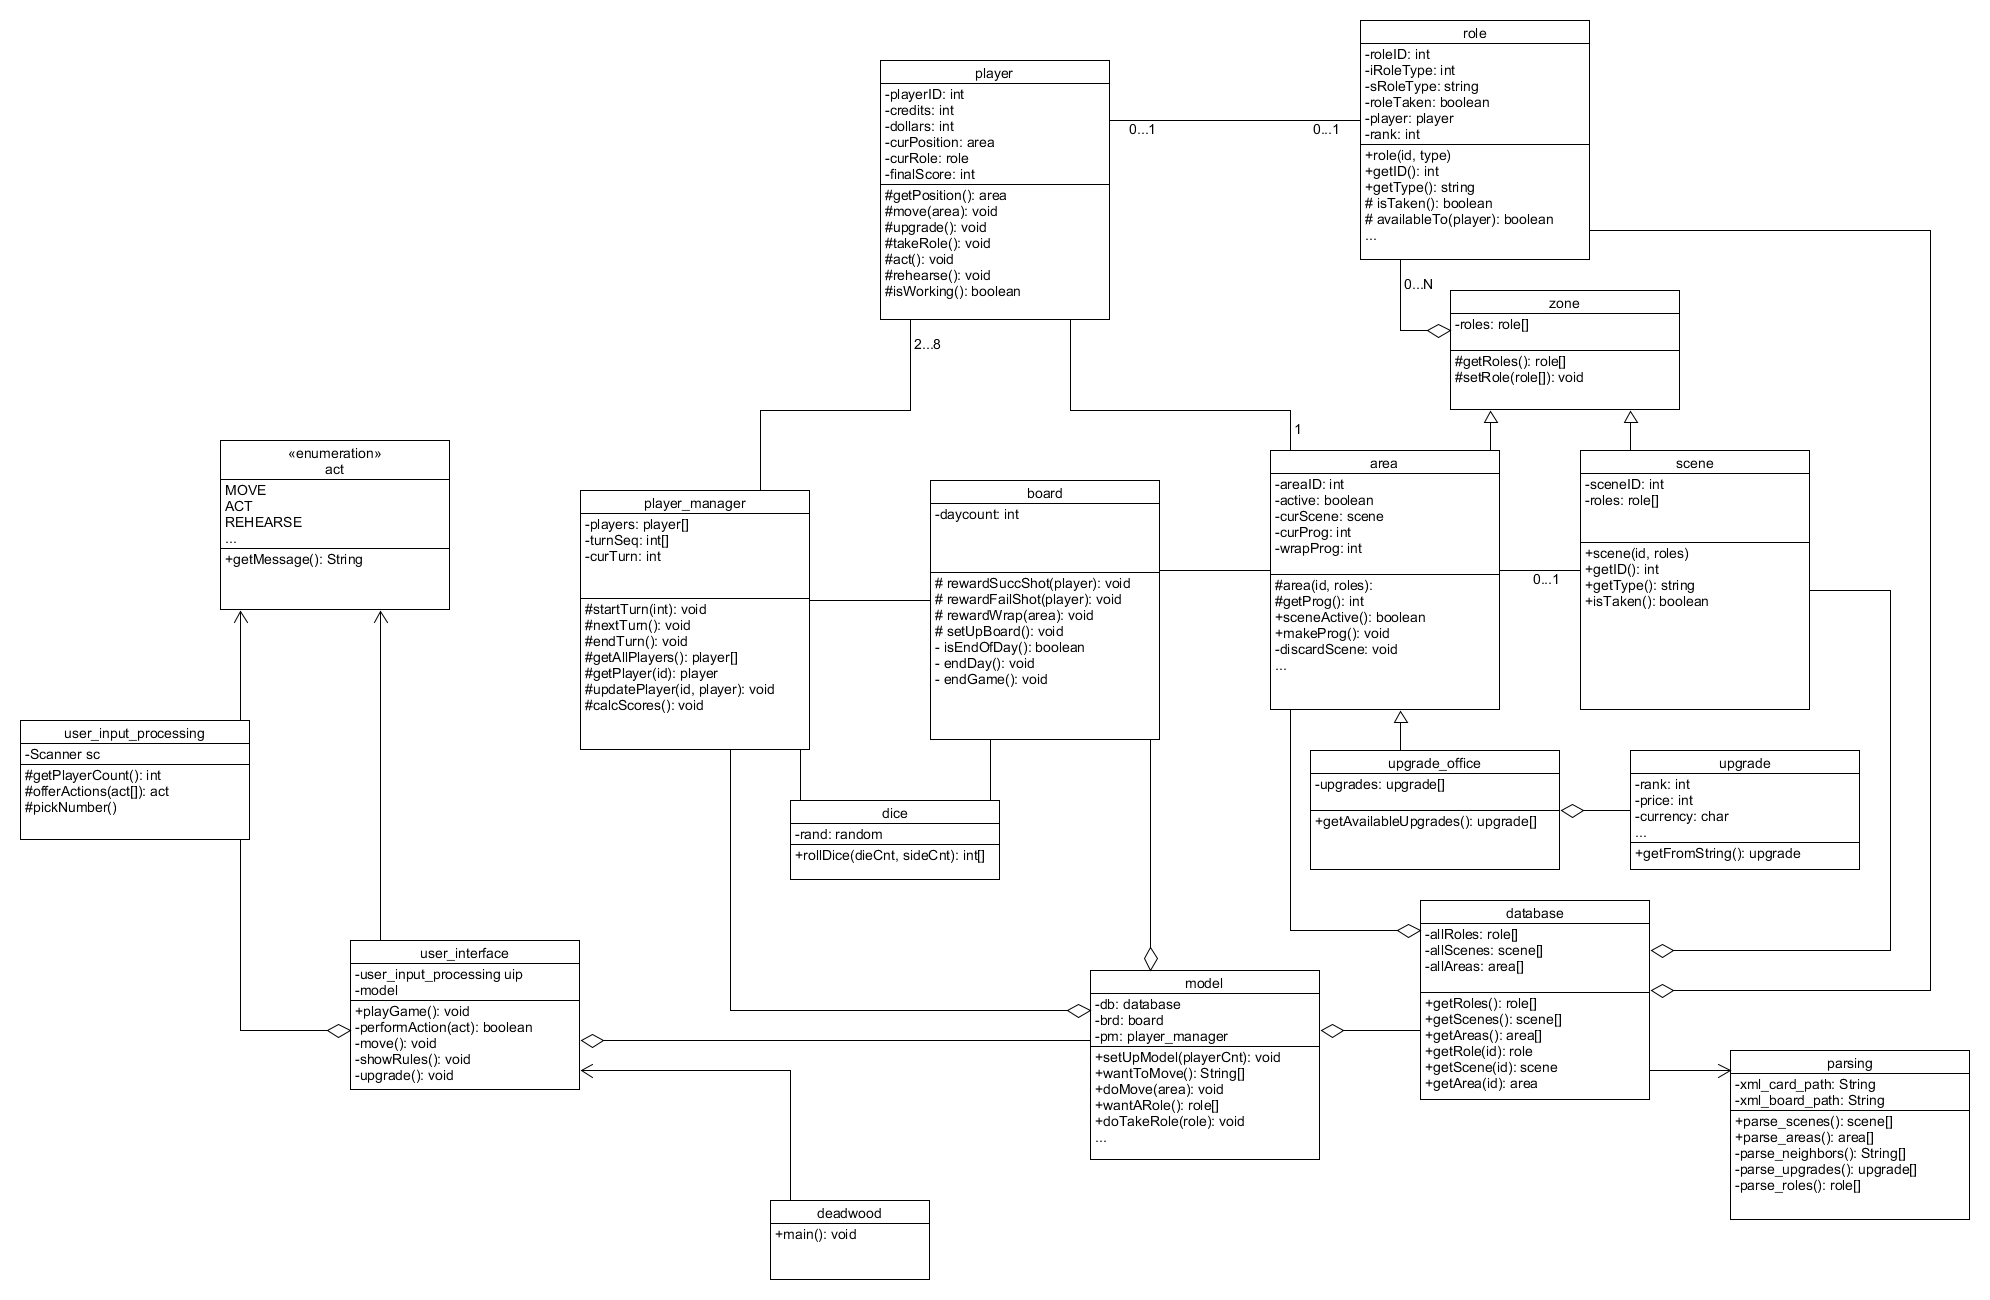 role
-roleID: int
-iRoleType: int
-sRoleType: string
-roleTaken: boolean
-player: player
-rank: int
+role(id, type)
+getID(): int
+getType(): string
# isTaken(): boolean
# availableTo(player): boolean
...
player
-playerID: int
-credits: int
-dollars: int
-curPosition: area
-curRole: role
-finalScore: int
#getPosition(): area
#move(area): void
#upgrade(): void
#takeRole(): void
#act(): void
#rehearse(): void
#isWorking(): boolean
0...1
0...1
0...N
2...8
zone
-roles: role[]
#getRoles(): role[]
#setRole(role[]): void
1
«enumeration»
act
MOVE
ACT
REHEARSE
...
+getMessage(): String
player_manager
-players: player[]
-turnSeq: int[]
-curTurn: int
#startTurn(int): void
#nextTurn(): void
#endTurn(): void
#getAllPlayers(): player[]
#getPlayer(id): player
#updatePlayer(id, player): void
#calcScores(): void
board
-daycount: int
# rewardSuccShot(player): void
# rewardFailShot(player): void
# rewardWrap(area): void
# setUpBoard(): void
- isEndOfDay(): boolean
- endDay(): void
- endGame(): void
area
-areaID: int
-active: boolean
-curScene: scene
-curProg: int
-wrapProg: int
#area(id, roles):
#getProg(): int
+sceneActive(): boolean
+makeProg(): void
-discardScene: void
...
0...1
scene
-sceneID: int
-roles: role[]
+scene(id, roles)
+getID(): int
+getType(): string
+isTaken(): boolean
user_input_processing
-Scanner sc
#getPlayerCount(): int
#offerActions(act[]): act
#pickNumber()
dice
-rand: random
+rollDice(dieCnt, sideCnt): int[]
upgrade_office
-upgrades: upgrade[]
+getAvailableUpgrades(): upgrade[]
upgrade
-rank: int
-price: int
-currency: char
...
+getFromString(): upgrade
user_interface
-user_input_processing uip
-model
+playGame(): void
-performAction(act): boolean
-move(): void
-showRules(): void
-upgrade(): void
model
-db: database
-brd: board
-pm: player_manager
+setUpModel(playerCnt): void
+wantToMove(): String[]
+doMove(area): void
+wantARole(): role[]
+doTakeRole(role): void
...
database
-allRoles: role[]
-allScenes: scene[]
-allAreas: area[]
+getRoles(): role[]
+getScenes(): scene[]
+getAreas(): area[]
+getRole(id): role
+getScene(id): scene
+getArea(id): area
parsing
-xml_card_path: String
-xml_board_path: String
+parse_scenes(): scene[]
+parse_areas(): area[]
-parse_neighbors(): String[]
-parse_upgrades(): upgrade[]
-parse_roles(): role[]
deadwood
+main(): void